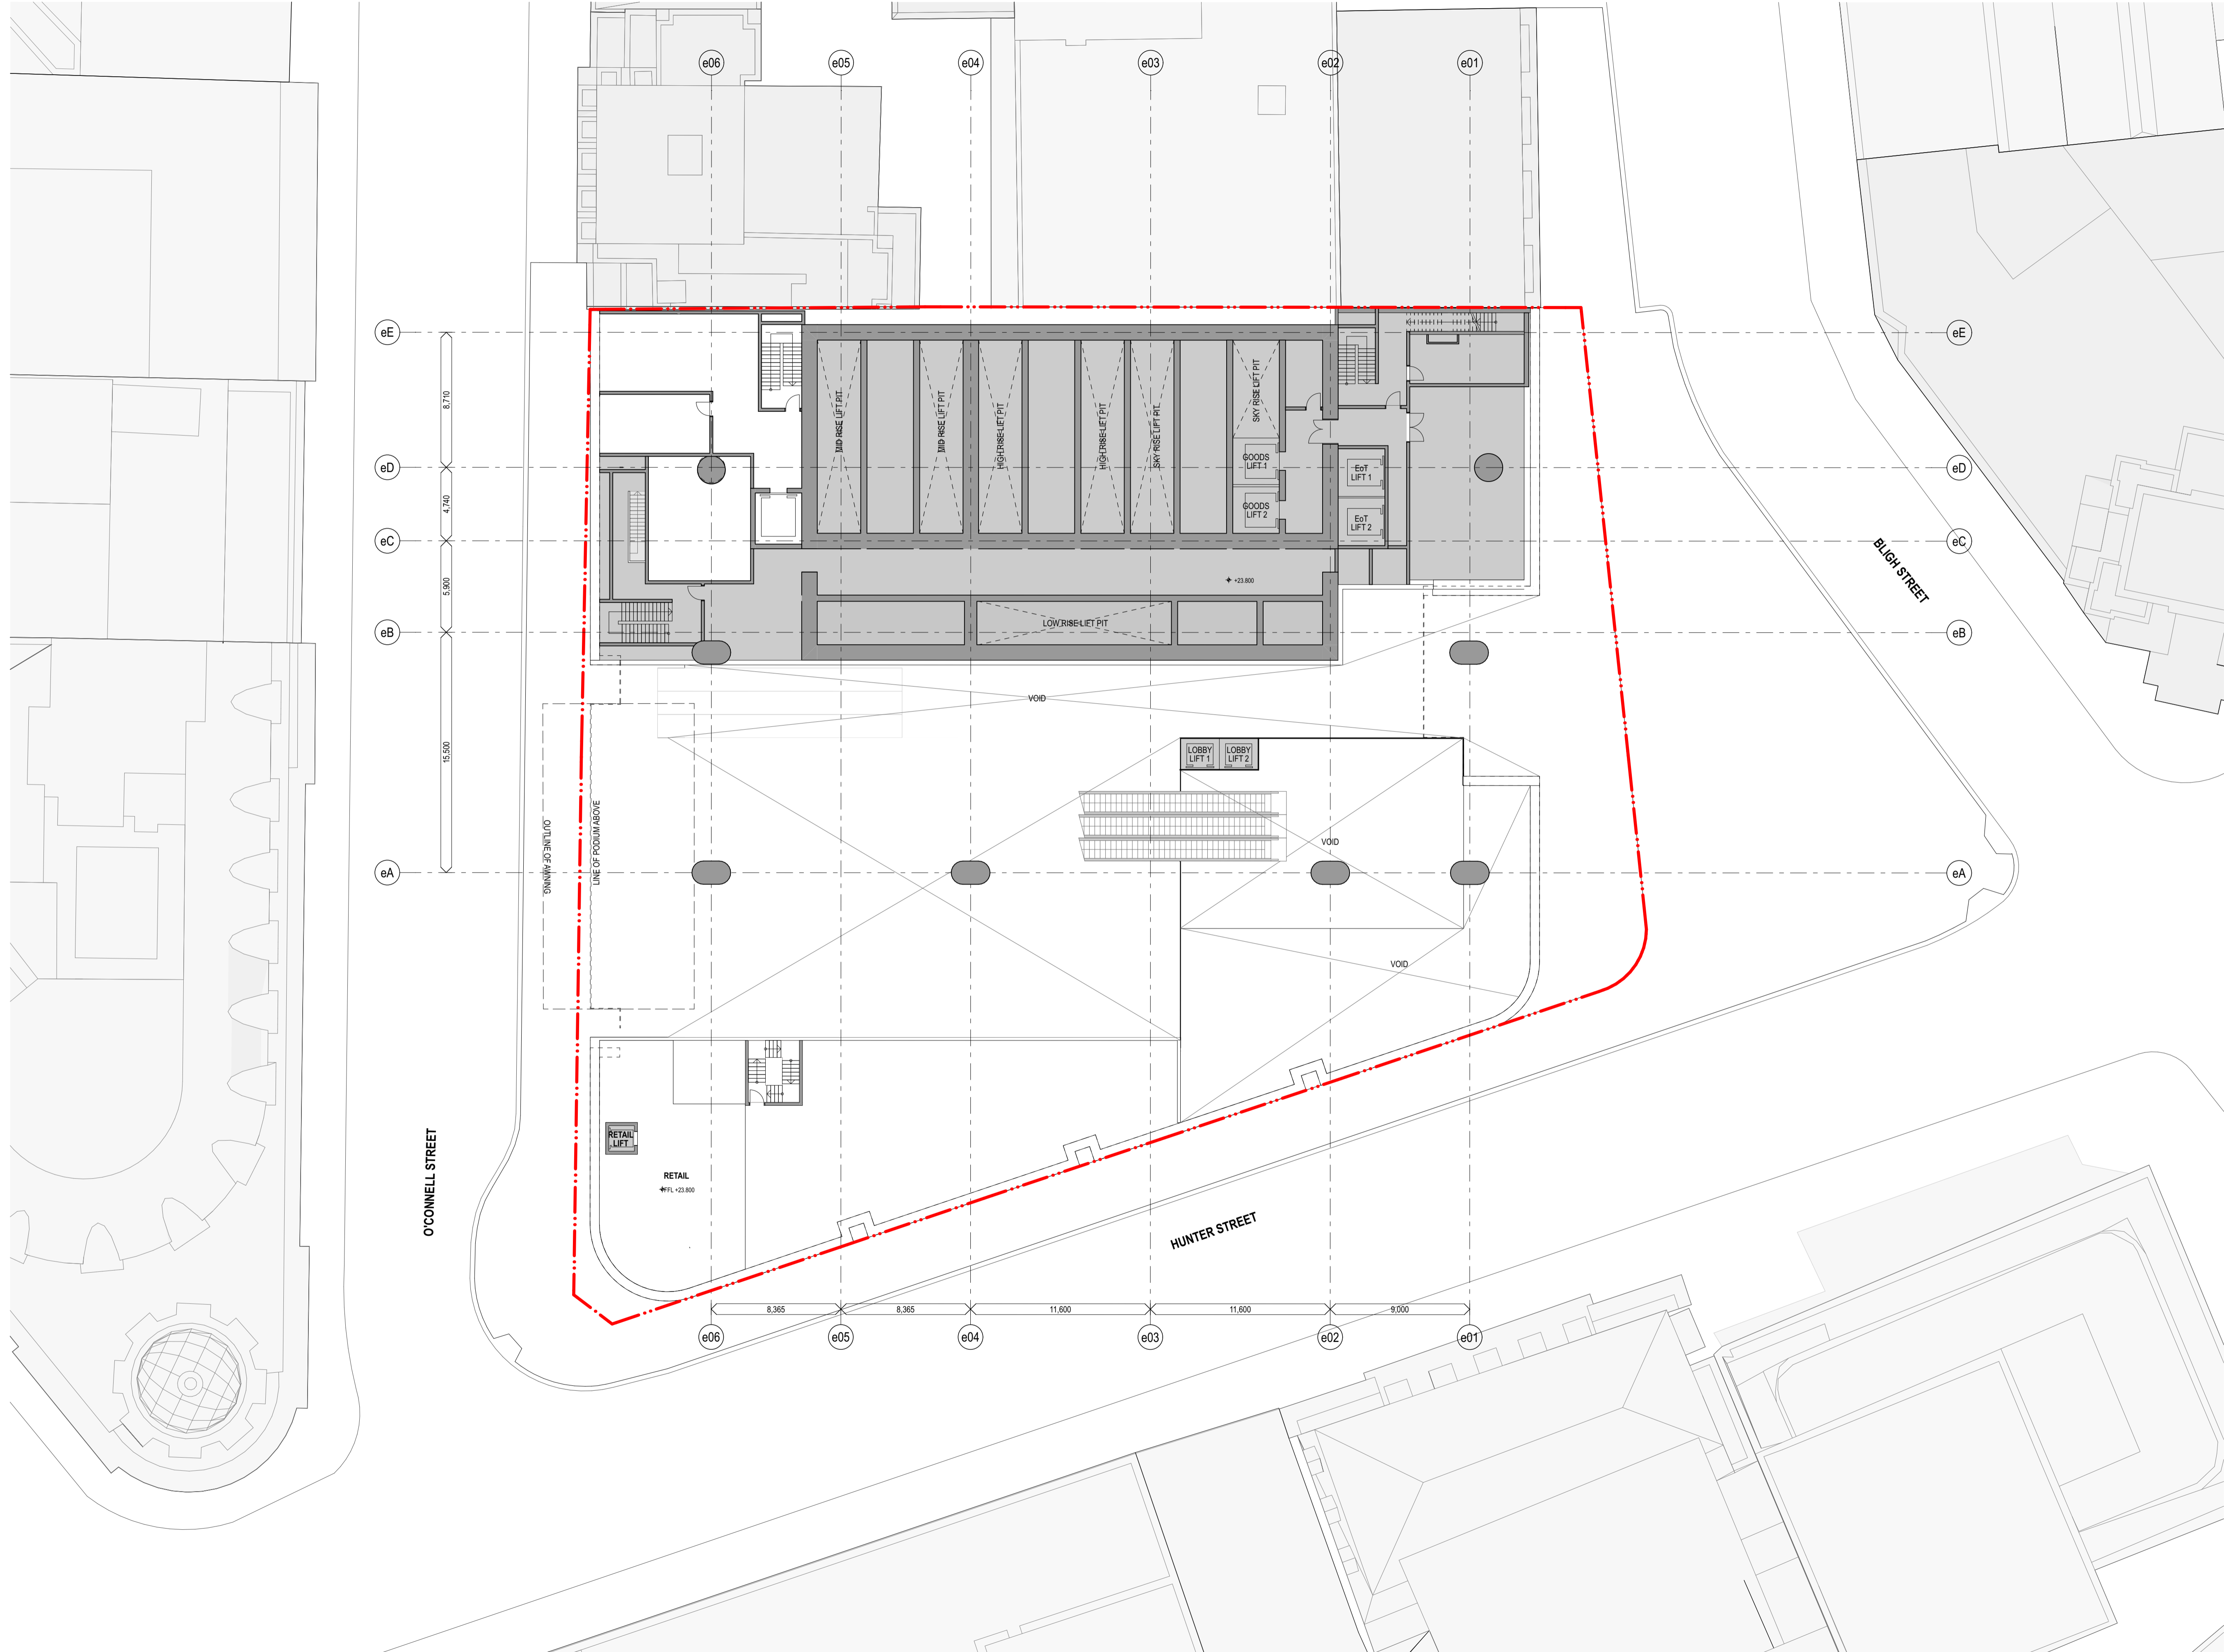 e06
e05
e04
e03
e02
e01
eE
eE
8,710
MID RISE LIFT PIT
MID RISE LIFT PIT
HIGH RISE LIFT PIT
HIGH RISE LIFT PIT
SKY RISE LIFT PIT
SKY RISE LIFT PIT
GOODS
LIFT 1
EoT
LIFT 1
eD
eD
4,740
GOODS
LIFT 2
EoT
LIFT 2
eC
eC
BLIGH STREET
5,900
+23.800
LOW RISE LIFT PIT
eB
eB
VOID
15,500
LOBBY
LIFT 1
LOBBY
LIFT 2
OUTLINE OF AWNING
LINE OF PODIUM ABOVE
VOID
eA
eA
VOID
RETAIL
LIFT
O'CONNELL STREET
RETAIL
FFL +23.800
HUNTER STREET
8,365
8,365
11,600
11,600
9,000
e06
e05
e04
e03
e02
e01